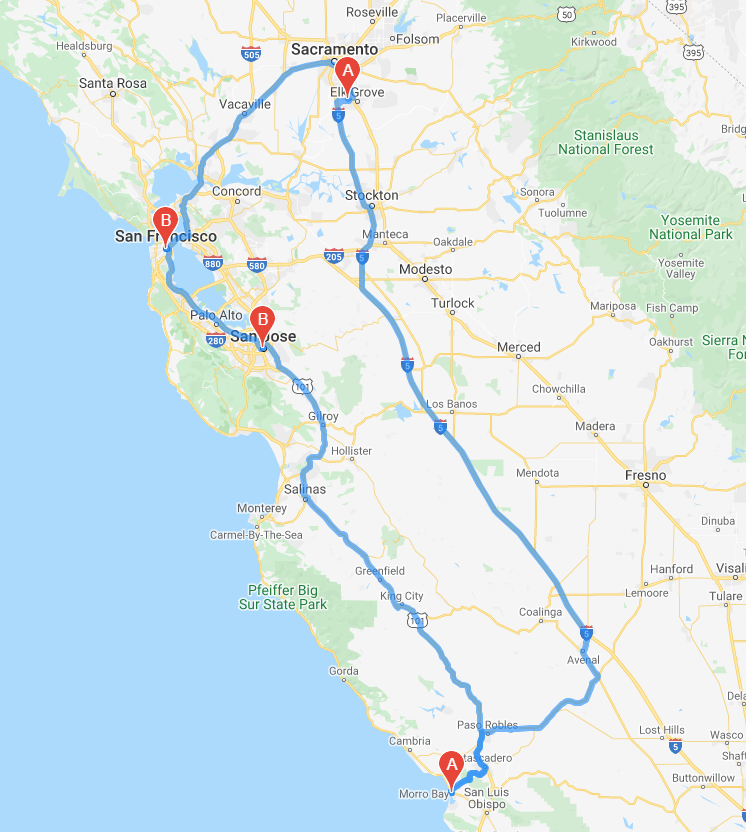 Roseville
Placerville
50
395
Healdsburg
505
Sacramento
Folsom
Kirkwood
395
Santa Rosa
A
Vacaville
Elk Grove
5
Bridg
Stanislaus
National Forest
Concord
Stockton
Sonora
Tuolumne
B
San Francisco
Manteca
Oakdale
Yosemite
National Park
880
580
205
5
Modesto
Yosemite
Valley
Palo Alto
B
Turlock
Mariposa
Fish Camp
280
San Jose
Merced
Oakhurst
Sierra N
For
5
101
Chowchilla
Los Banos
Gilroy
5
Madera
Hollister
Mendota
Fresno
Salinas
Monterey
Dinuba
Carmel-By-The-Sea
Greenfield
Hanford
Visali
Pfeiffer Big
Sur State Park
King City
Lemoore
Tulare
101
Coalinga
5
Avenal
Gorda
Del
Paso Robles
Lost Hills
Wasco
Cambria
5
Shaft
A
tascadero
Buttonwillow
Morro Bay
San Luis
Obispo